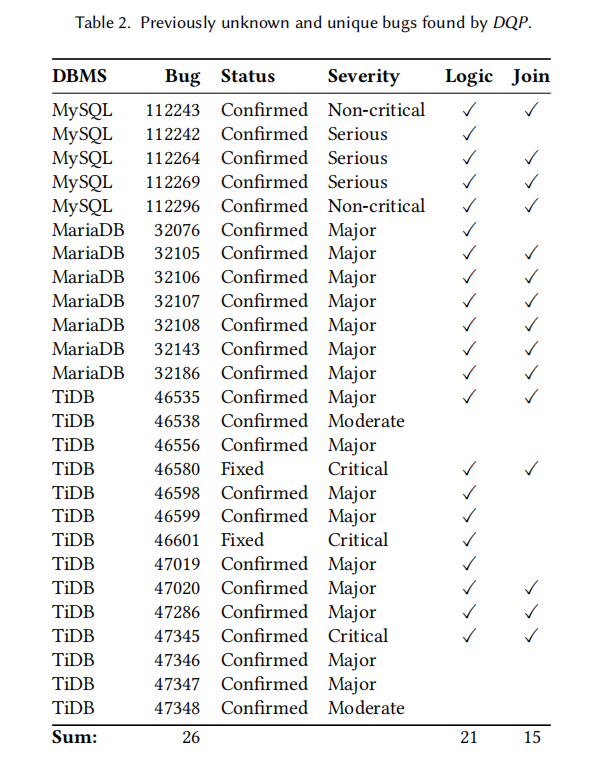 Table 2. Previously unknown and unique bugs found by DQP.
DBMS Bug Status Severity Logic Join
MySQL 112243 Confirmed Non-critical ✓ ✓
MySQL 112242 Confirmed Serious ✓
MySQL 112264 Confirmed Serious ✓ ✓
MySQL 112269 Confirmed Serious ✓ ✓
MySQL 112296 Confirmed Non-critical ✓ ✓
MariaDB 32076 Confirmed Major ✓
MariaDB 32105 Confirmed Major ✓ ✓
MariaDB 32106 Confirmed Major ✓ ✓
MariaDB 32107 Confirmed Major ✓ ✓
MariaDB 32108 Confirmed Major ✓ ✓
MariaDB 32143 Confirmed Major ✓ ✓
MariaDB 32186 Confirmed Major ✓ ✓
TiDB 46535 Confirmed Major ✓ ✓
TiDB 46538 Confirmed Moderate
TiDB 46556 Confirmed Major
TiDB 46580 Fixed Critical ✓ ✓
TiDB 46598 Confirmed Major ✓
TiDB 46599 Confirmed Major ✓
TiDB 46601 Fixed Critical ✓
TiDB 47019 Confirmed Major ✓
TiDB 47020 Confirmed Major ✓ ✓
TiDB 47286 Confirmed Major ✓ ✓
TiDB 47345 Confirmed Critical ✓ ✓
TiDB 47346 Confirmed Major
TiDB 47347 Confirmed Major
TiDB 47348 Confirmed Moderate
Sum: 26 21 15